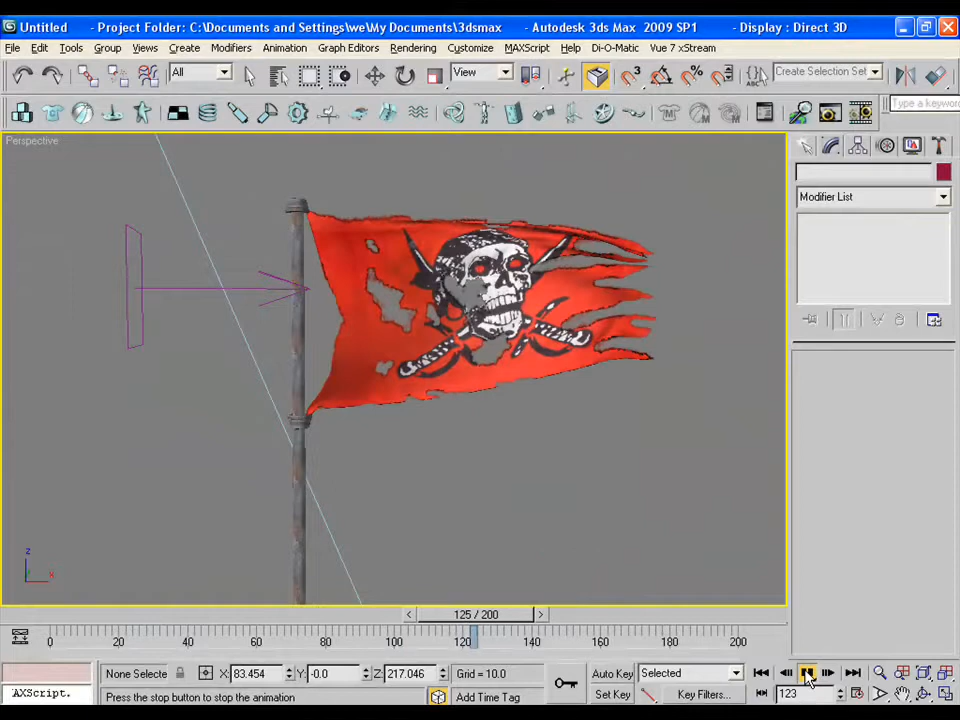 Untitled - Project Folder: C:\Documents and Settings\we\My Documents\3dsmax - Autodesk 3ds Max 2009 SP1 - Display : Direct 3D
File Edit Tools Group Views Create Modifiers Animation Graph Editors Rendering Customize MAXScript Help Di-O-Matic Vue 7 xStream
All View Create Selection Set
Type a keyword
Perspective
Modifier List
z
x
< 125 / 200 >
0 20 40 60 80 100 120 140 160 180 200
None Selecte X: 83.454 Y: -0.0 Z: 217.046 Grid = 10.0 Auto Key Selected
'AXScript. Press the stop button to stop the animation Add Time Tag Set Key Key Filters... 123